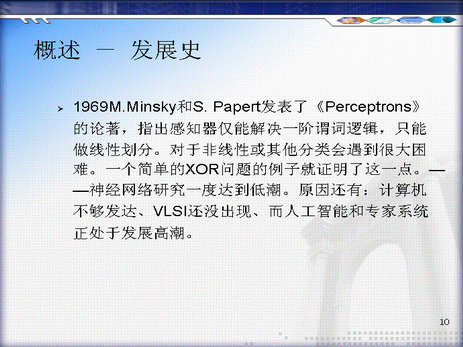 概述 － 发展史
1969M.Minsky和S. Papert发表了《Perceptrons》
的论著，指出感知器仅能解决一阶谓词逻辑，只能
做线性划分。对于非线性或其他分类会遇到很大困
难。一个简单的XOR问题的例子就证明了这一点。—
—神经网络研究一度达到低潮。原因还有：计算机
不够发达、VLSI还没出现、而人工智能和专家系统
正处于发展高潮。
10